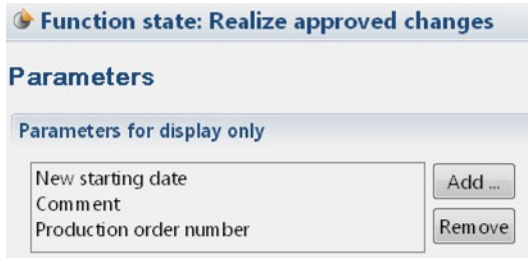 Function state: Realize approved changes
Parameters
Parameters for display only
New starting date
Add ...
Comment
Production order number
Remove